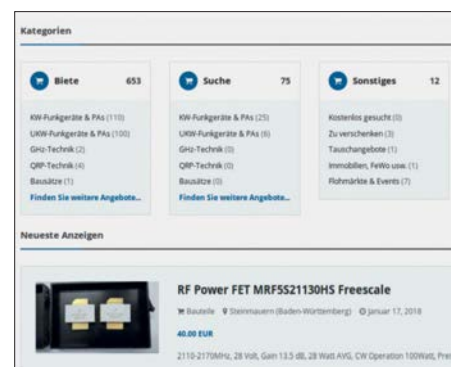 Kategorien
Biete 653
KW-Funkgeräte & PAs (110)
UKW-Funkgeräte & PAs (100)
GHz-Technik (2)
QRP-Technik (4)
Bausätze (1)
Finden Sie weitere Angebote...
Suche 75
KW-Funkgeräte & PAs (25)
UKW-Funkgeräte & PAs (6)
GHz-Technik (0)
QRP-Technik (0)
Bausätze (0)
Finden Sie weitere Angebote...
Sonstiges 12
Kostenlos gesucht (0)
Zu verschenken (3)
Tauschangebote (1)
Immobilien, FeWo usw. (1)
Flohmärkte & Events (7)
Neueste Anzeigen
RF Power FET MRF5S21130HS Freescale
Bauteile Steinmauern (Baden-Württemberg) Januar 17, 2018
40.00 EUR
2110-2170MHz, 28 Volt, Gain 13.5 dB, 28 Watt AVG, CW Operation 100Watt, Prei